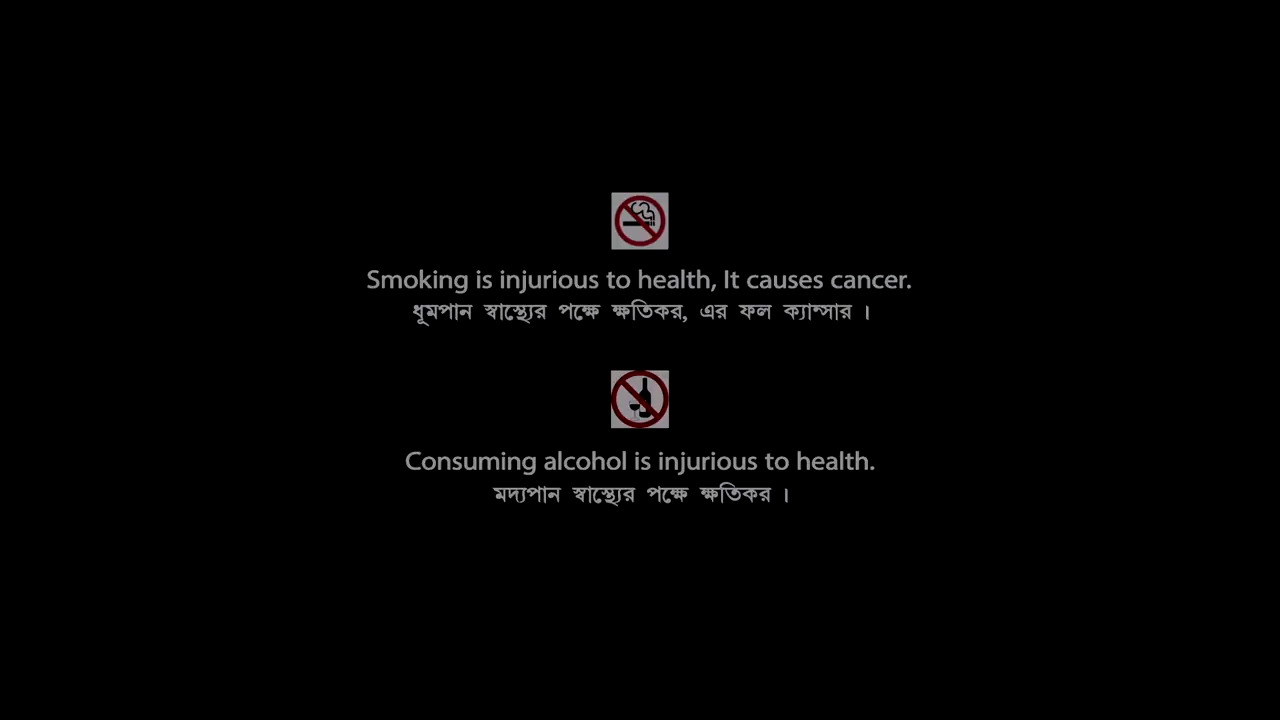 Smoking is injurious to health, It causes cancer.
ধূমপান স্বাস্থ্যের পক্ষে ক্ষতিকর, এর ফল ক্যান্সার ।
Consuming alcohol is injurious to health.
মদ্যপান স্বাস্থ্যের পক্ষে ক্ষতিকর ।